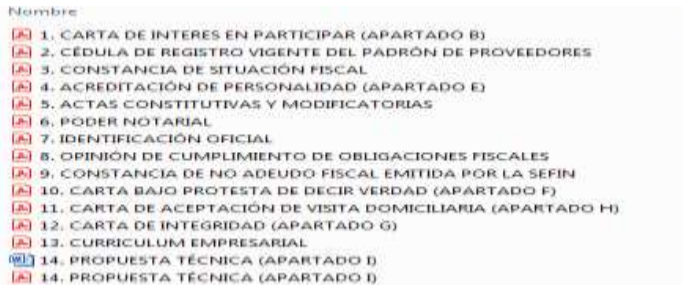 Nombre
1. CARTA DE INTERES EN PARTICIPAR (APARTADO B)
2. CÉDULA DE REGISTRO VIGENTE DEL PADRÓN DE PROVEEDORES
3. CONSTANCIA DE SITUACIÓN FISCAL
4. ACREDITACIÓN DE PERSONALIDAD (APARTADO E)
5. ACTAS CONSTITUTIVAS Y MODIFICATORIAS
6. PODER NOTARIAL
7. IDENTIFICACIÓN OFICIAL
8. OPINIÓN DE CUMPLIMIENTO DE OBLIGACIONES FISCALES
9. CONSTANCIA DE NO ADEUDO FISCAL EMITIDA POR LA SEFIN
10. CARTA BAJO PROTESTA DE DECIR VERDAD (APARTADO F)
11. CARTA DE ACEPTACIÓN DE VISITA DOMICILIARIA (APARTADO H)
12. CARTA DE INTEGRIDAD (APARTADO G)
13. CURRICULUM EMPRESARIAL
14. PROPUESTA TÉCNICA (APARTADO I)
14. PROPUESTA TÉCNICA (APARTADO I)